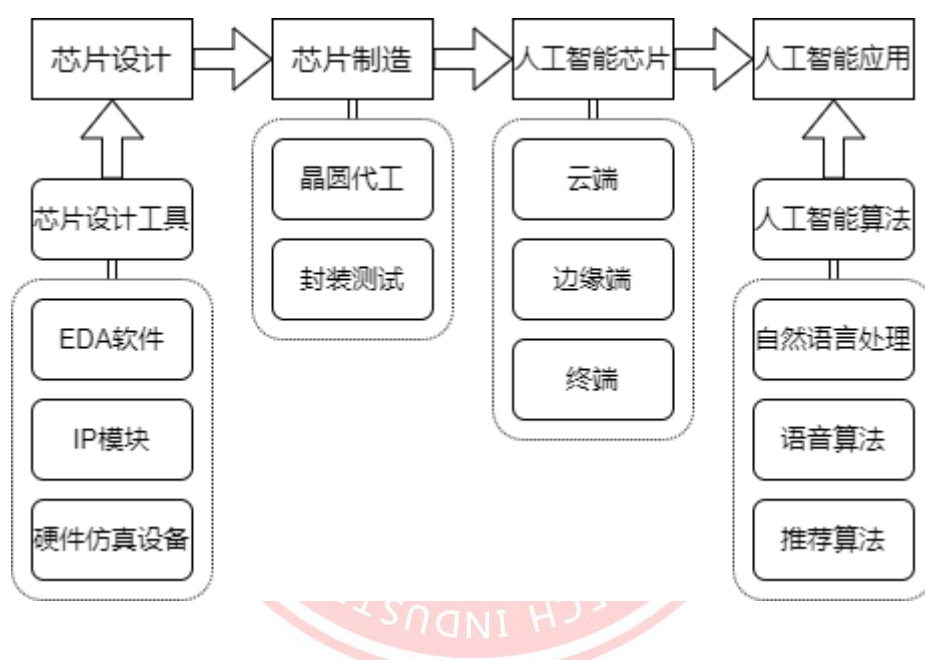 芯片设计
芯片制造
人工智能芯片
人工智能应用
芯片设计工具
EDA软件
IP模块
硬件仿真设备
晶圆代工
封装测试
云端
边缘端
终端
人工智能算法
自然语言处理
语音算法
推荐算法
ECH INDUST